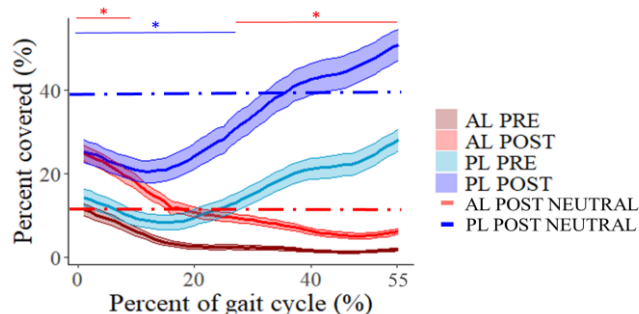 *
*
*
Percent covered (%)
40
20
0
0
20
40
55
Percent of gait cycle (%)
AL PRE
AL POST
PL PRE
PL POST
AL POST NEUTRAL
PL POST NEUTRAL